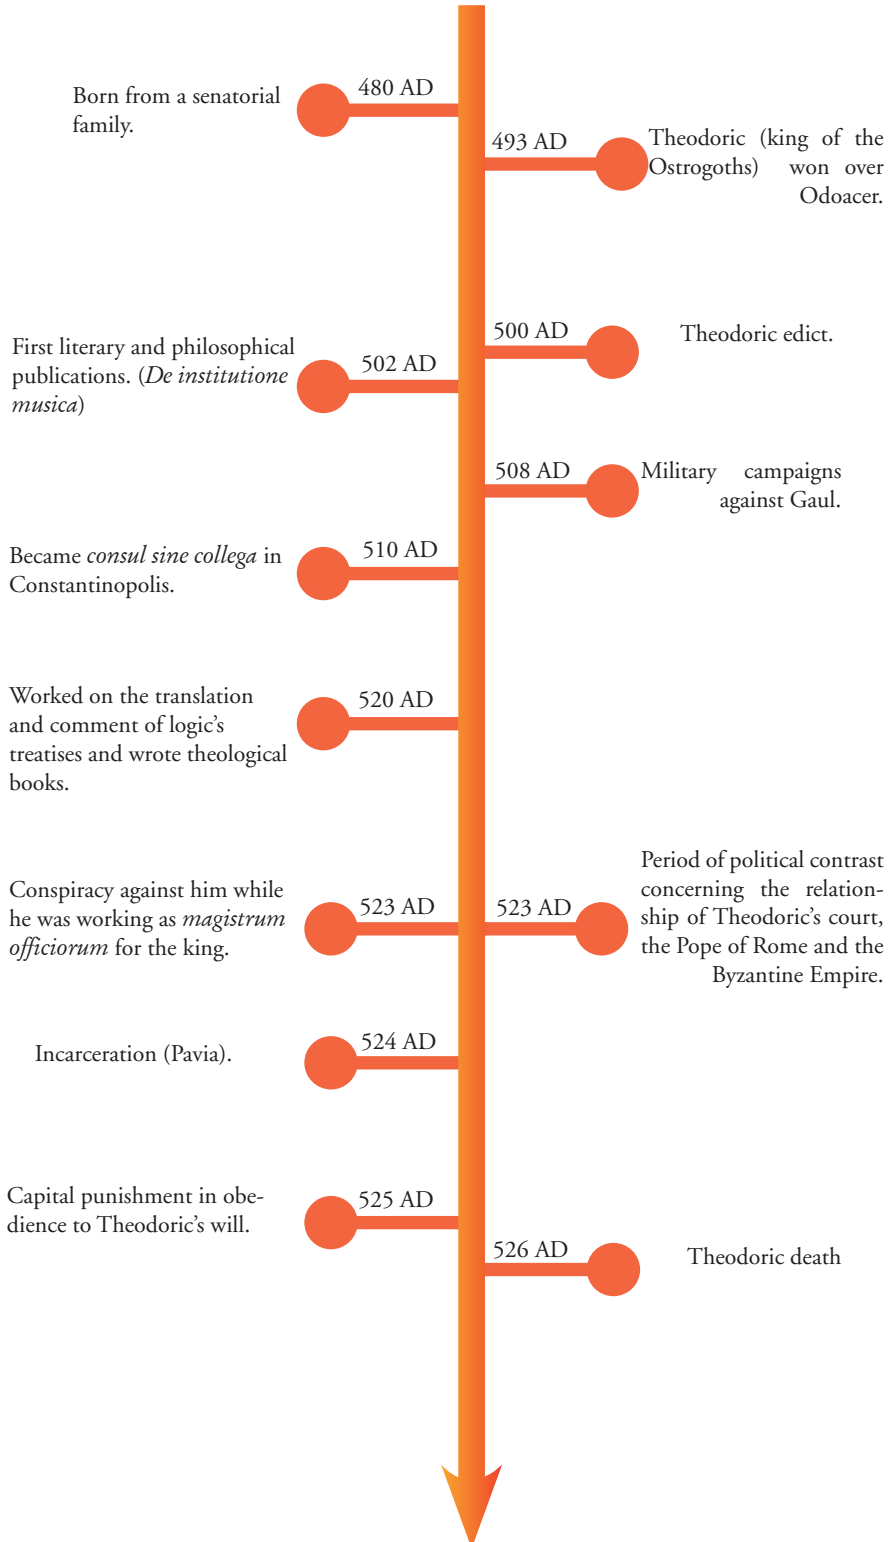 480 AD
Born from a senatorial
family.
493 AD
Theodoric (king of the
Ostrogoths) won over
Odoacer.
500 AD
Theodoric edict.
First literary and philosophical
publications. (De institutione
musica)
502 AD
508 AD
Military campaigns
against Gaul.
510 AD
Became consul sine collega in
Constantinopolis.
520 AD
Worked on the translation
and comment of logic's
treatises and wrote theological
books.
523 AD
Conspiracy against him while
he was working as magistrum
officiorum for the king.
523 AD
Period of political contrast
concerning the relation-
ship of Theodoric's court,
the Pope of Rome and the
Byzantine Empire.
524 AD
Incarceration (Pavia).
525 AD
Capital punishment in obe-
dience to Theodoric's will.
526 AD
Theodoric death